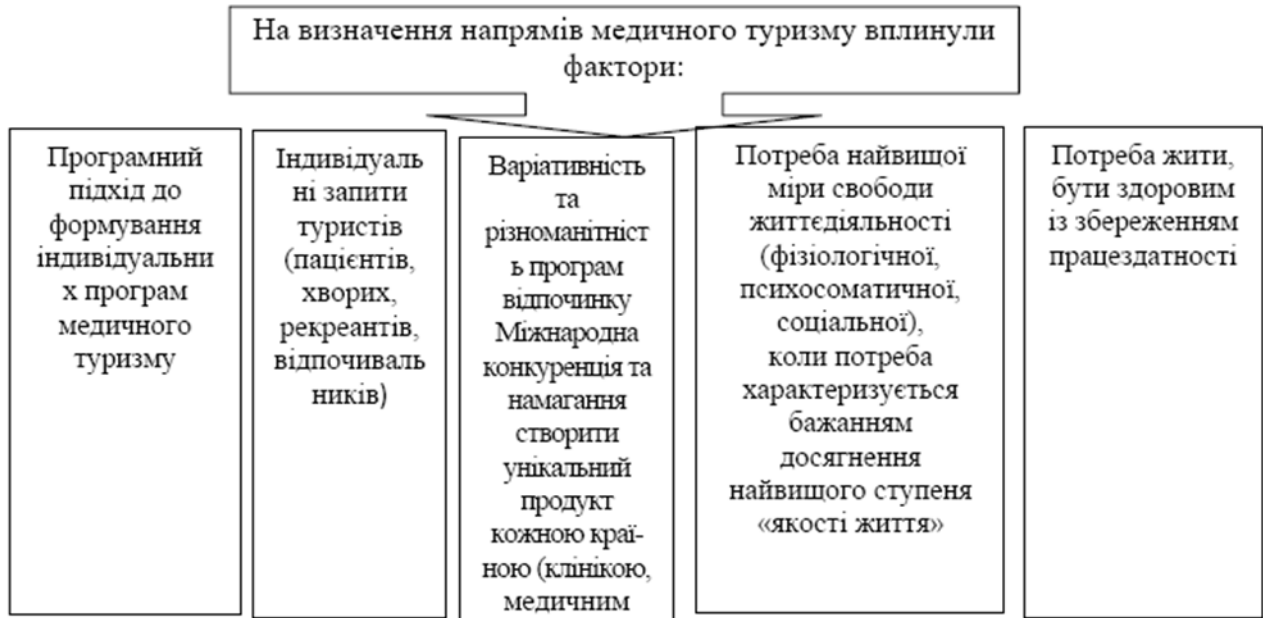 На визначення напрямів медичного туризму вплинули
фактори:
Програмний
підхід до
формування
індивідуальни
х програм
медичного
туризму
Індивідуаль
ні запити
туристів
(пацієнтів,
хворих,
рекреантів,
відпочиваль
ників)
Варіативність
та
різноманітніст
ь програм
відпочинку
Міжнародна
конкуренція та
намагання
створити
унікальний
продукт
кожною краї-
ною (клінікою,
медичним
Потреба найвищої
міри свободи
життєдіяльності
(фізіологічної,
психосоматичної,
соціальної),
коли потреба
характеризується
бажанням
досягнення
найвищого ступеня
«якості життя»
Потреба жити,
бути здоровим
із збереженням
працездатності